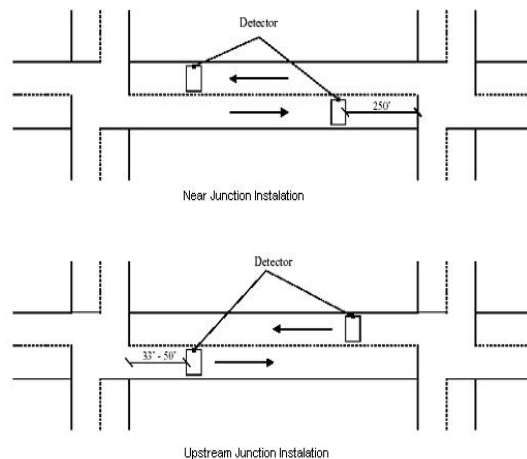 Detector
250'
Near Junction Instalation
Detector
33' - 50'
Upstream Junction Instalation